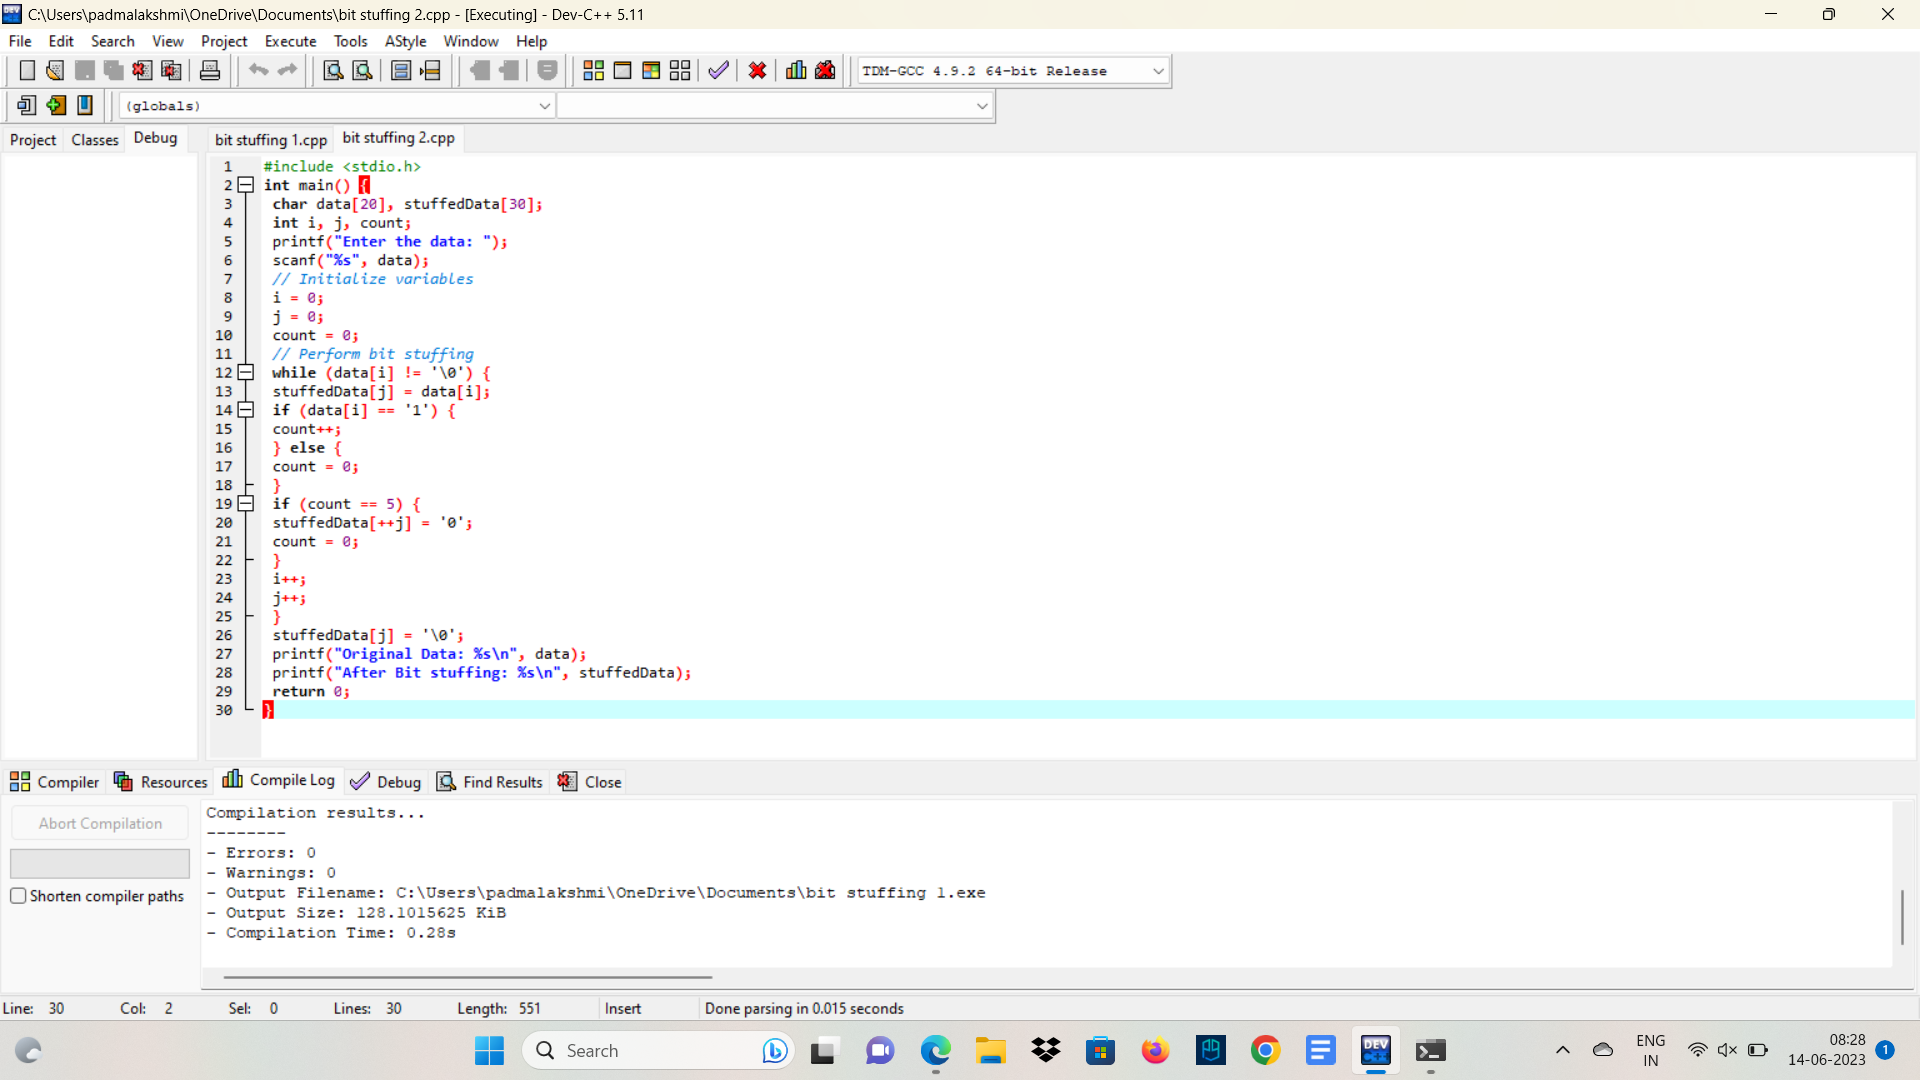 C:\Users\padmalakshmi\OneDrive\Documents\bit stuffing 2.cpp - [Executing] - Dev-C++ 5.11
File Edit Search View Project Execute Tools AStyle Window Help
TDM-GCC 4.9.2 64-bit Release
(globals)
Project Classes Debug bit stuffing 1.cpp bit stuffing 2.cpp
1 #include <stdio.h>
2 int main() {
3 char data[20], stuffedData[30];
4 int i, j, count;
5 printf("Enter the data: ");
6 scanf("%s", data);
7 // Initialize variables
8 i = 0;
9 j = 0;
10 count = 0;
11 // Perform bit stuffing
12 while (data[i] != '\0') {
13 stuffedData[j] = data[i];
14 if (data[i] == '1') {
15 count++;
16 } else {
17 count = 0;
18 }
19 if (count == 5) {
20 stuffedData[++j] = '0';
21 count = 0;
22 }
23 i++;
24 j++;
25 }
26 stuffedData[j] = '\0';
27 printf("Original Data: %s\n", data);
28 printf("After Bit stuffing: %s\n", stuffedData);
29 return 0;
30 }
Compiler Resources Compile Log Debug Find Results Close
Abort Compilation
Shorten compiler paths
Compilation results...
--------
- Errors: 0
- Warnings: 0
- Output Filename: C:\Users\padmalakshmi\OneDrive\Documents\bit stuffing 1.exe
- Output Size: 128.1015625 KiB
- Compilation Time: 0.28s
Line: 30 Col: 2 Sel: 0 Lines: 30 Length: 551 Insert Done parsing in 0.015 seconds
Search
DEV C++
ENG
IN
08:28
14-06-2023
1